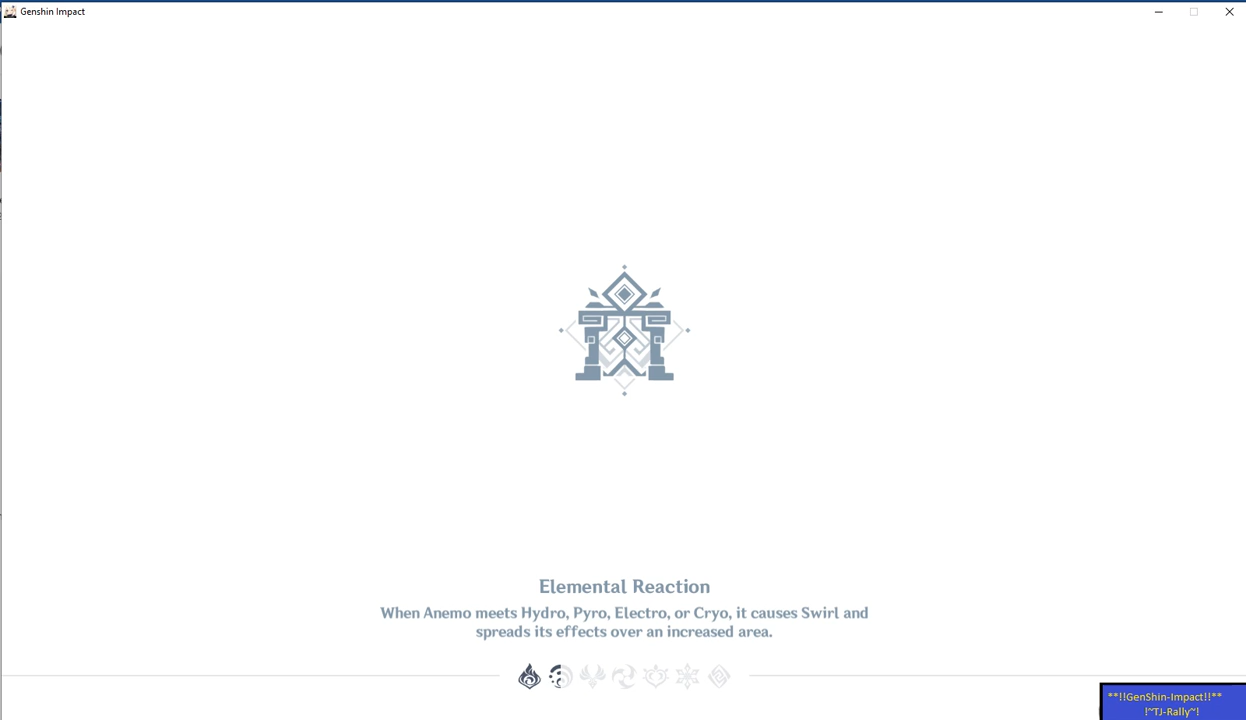 Genshin Impact
Elemental Reaction
When Anemo meets Hydro, Pyro, Electro, or Cryo, it causes Swirl and
spreads its effects over an increased area.
**!!GenShin-Impact!!**
!~TJ-Rally~!